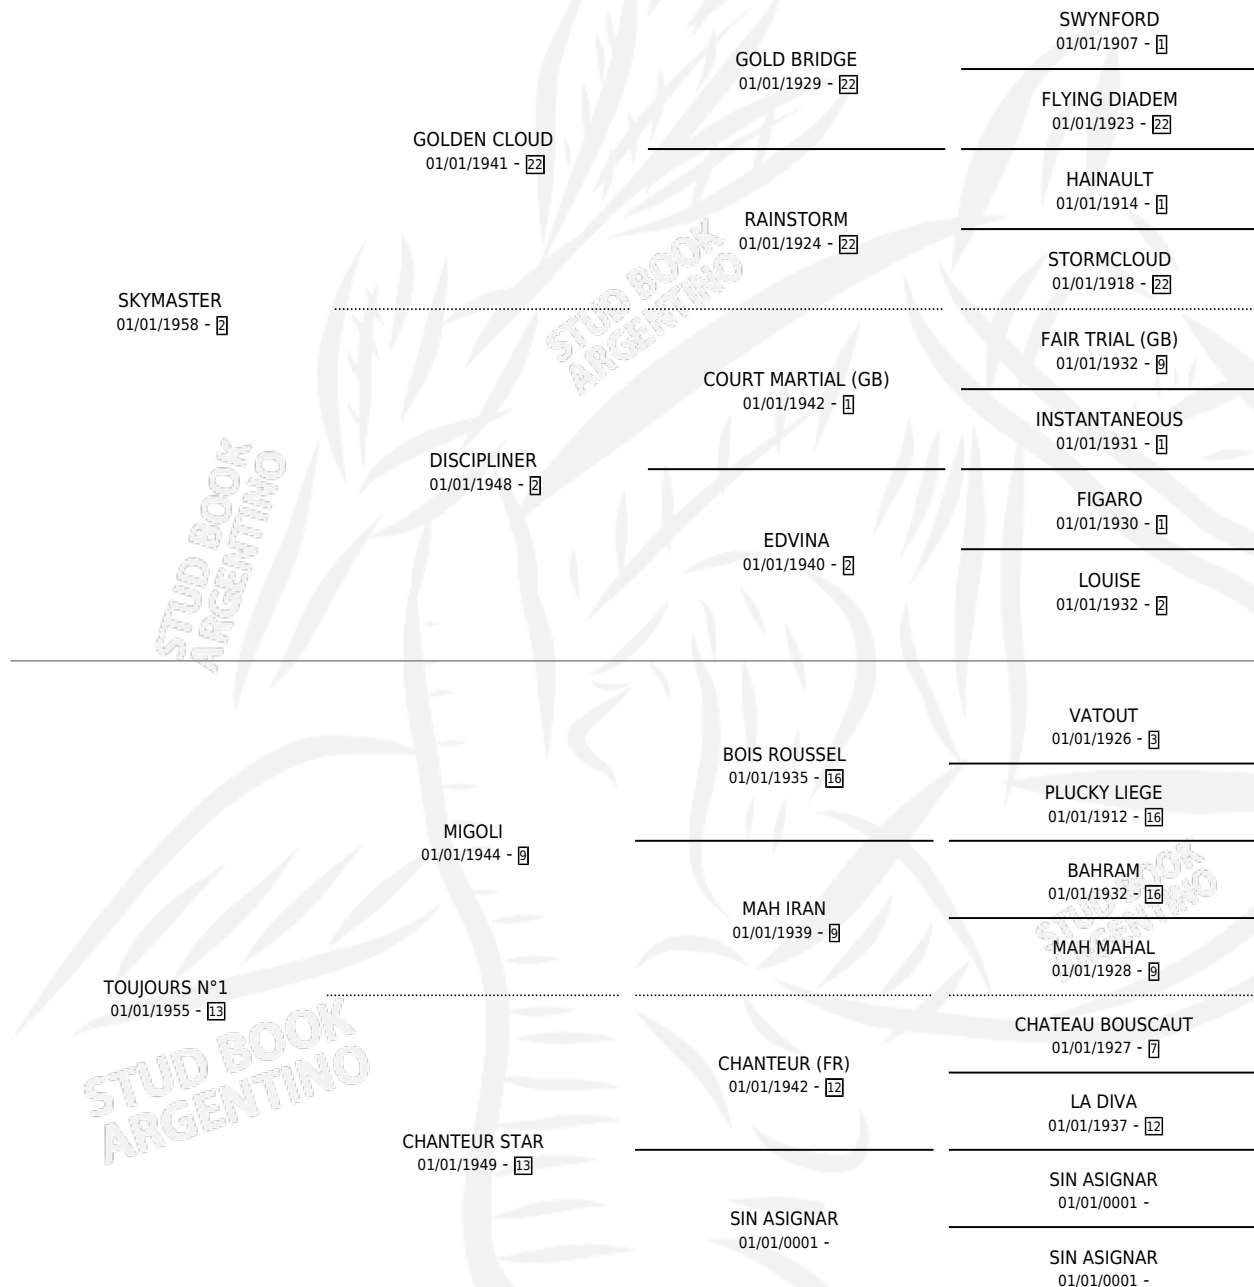 SWYNFORD
01/01/1907 - 1
GOLD BRIDGE
01/01/1929 - 22
FLYING DIADEM
01/01/1923 - 22
GOLDEN CLOUD
01/01/1941 - 22
HAINAULT
01/01/1914 - 1
RAINSTORM
01/01/1924 - 22
STORMCLOUD
01/01/1918 - 22
SKYMASTER
01/01/1958 - 2
FAIR TRIAL (GB)
01/01/1932 - 9
COURT MARTIAL (GB)
01/01/1942 - 1
INSTANTANEOUS
01/01/1931 - 1
DISCIPLINER
01/01/1948 - 2
FIGARO
01/01/1930 - 1
EDVINA
01/01/1940 - 2
LOUISE
01/01/1932 - 2
VATOUT
01/01/1926 - 3
BOIS ROUSSEL
01/01/1935 - 16
PLUCKY LIEGE
01/01/1912 - 16
MIGOLI
01/01/1944 - 9
BAHRAM
01/01/1932 - 16
MAH IRAN
01/01/1939 - 9
MAH MAHAL
01/01/1928 - 9
TOUJOURS N°1
01/01/1955 - 13
CHATEAU BOUSCAUT
01/01/1927 - 7
CHANTEUR (FR)
01/01/1942 - 12
LA DIVA
01/01/1937 - 12
CHANTEUR STAR
01/01/1949 - 13
SIN ASIGNAR
01/01/0001 -
SIN ASIGNAR
01/01/0001 -
SIN ASIGNAR
01/01/0001 -
STUD BOOK
ARGENTINO
STUD BOOK
ARGENTINO
STUD BOOK
ARGENTINO
STUD BOOK
ARGENTINO